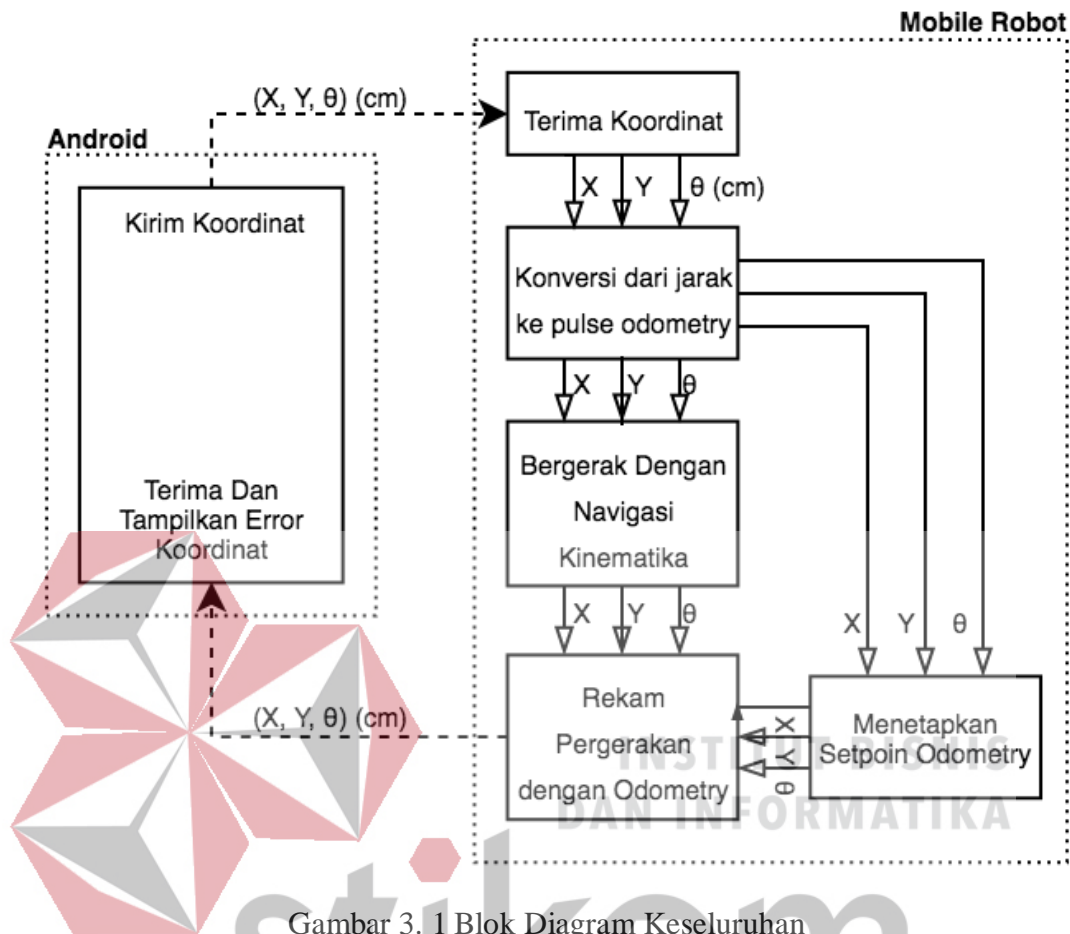 Mobile Robot
(X, Y, θ) (cm)
Android
Kirim Koordinat
Terima Dan
Tampilkan Error
Koordinat
Terima Koordinat
X Y θ (cm)
Konversi dari jarak
ke pulse odometry
X Y θ
Bergerak Dengan
Navigasi
Kinematika
X Y θ
X Y θ
(X, Y, θ) (cm)
Rekam
Pergerakan
dengan Odometry
X Y θ
Menetapkan
Setpoin Odometry
INSTITUT BISNIS
DAN INFORMATIKA
stikom
Gambar 3. 1 Blok Diagram Keseluruhan